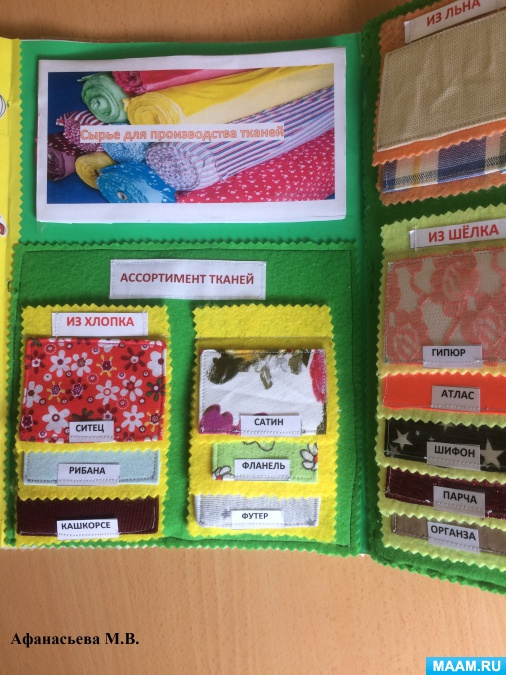 Сырье для производства тканей
АССОРТИМЕНТ ТКАНЕЙ
ИЗ ХЛОПКА
СИТЕЦ
РИБАНА
КАШКОРСЕ
САТИН
ФЛАНЕЛЬ
ФУТЕР
ИЗ ЛЬНА
ИЗ ШЁЛКА
ГИПЮР
АТЛАС
ШИФОН
ПАРЧА
ОРГАНЗА
Афанасьева М.В.
MAAM.RU